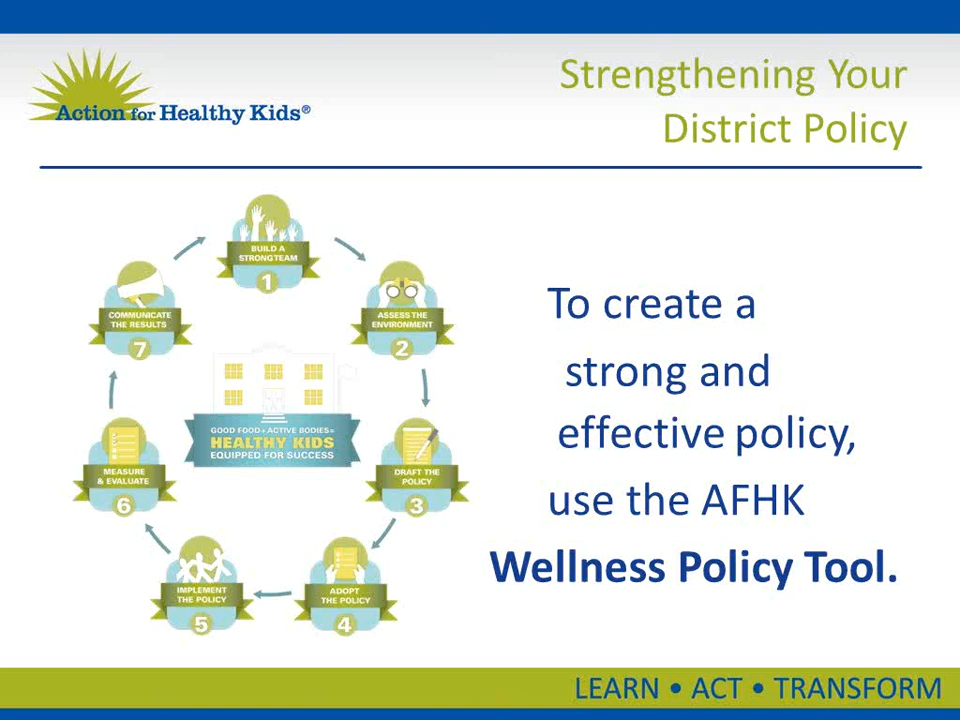 Action for Healthy Kids®
Strengthening Your
District Policy
BUILD A
STRONG TEAM
1
ASSESS THE
ENVIRONMENT
2
DRAFT THE
POLICY
3
ADOPT
THE POLICY
4
IMPLEMENT
THE POLICY
5
MEASURE
& EVALUATE
6
COMMUNICATE
THE RESULTS
7
GOOD FOOD + ACTIVE BODIES =
HEALTHY KIDS
EQUIPPED FOR SUCCESS
To create a
strong and
effective policy,
use the AFHK
Wellness Policy Tool.
LEARN • ACT • TRANSFORM